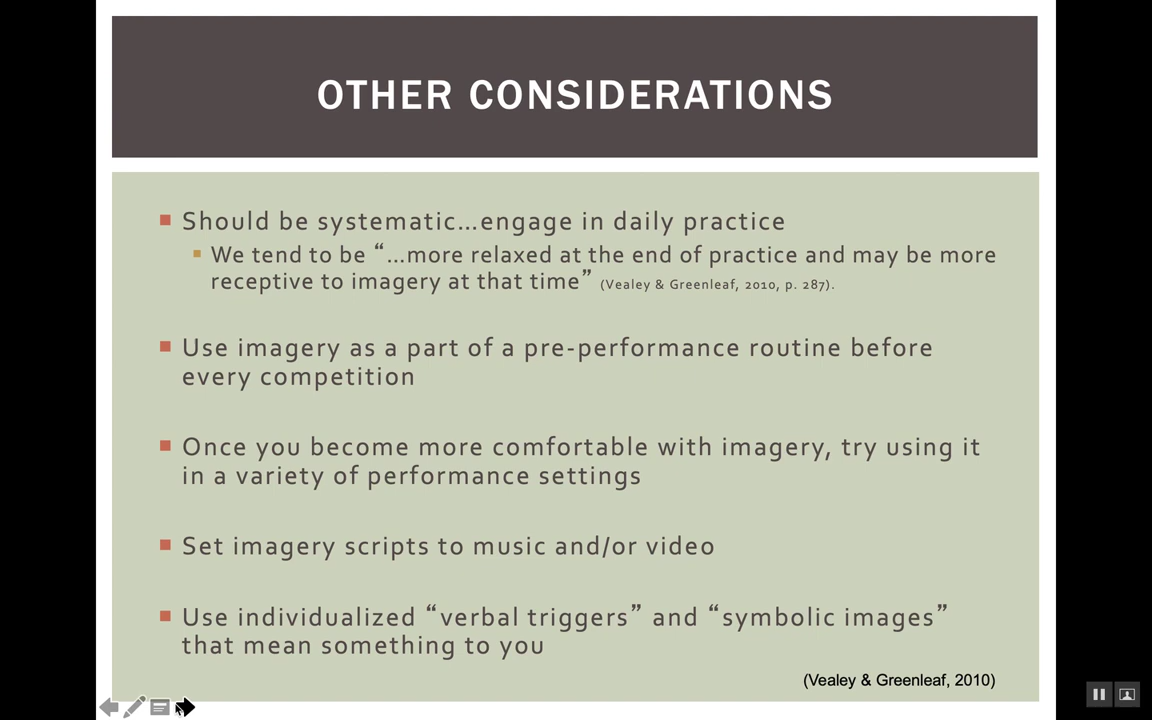 OTHER CONSIDERATIONS
Should be systematic…engage in daily practice
We tend to be “…more relaxed at the end of practice and may be more
receptive to imagery at that time” (Vealey & Greenleaf, 2010, p. 287).
Use imagery as a part of a pre-performance routine before
every competition
Once you become more comfortable with imagery, try using it
in a variety of performance settings
Set imagery scripts to music and/or video
Use individualized “verbal triggers” and “symbolic images”
that mean something to you
(Vealey & Greenleaf, 2010)